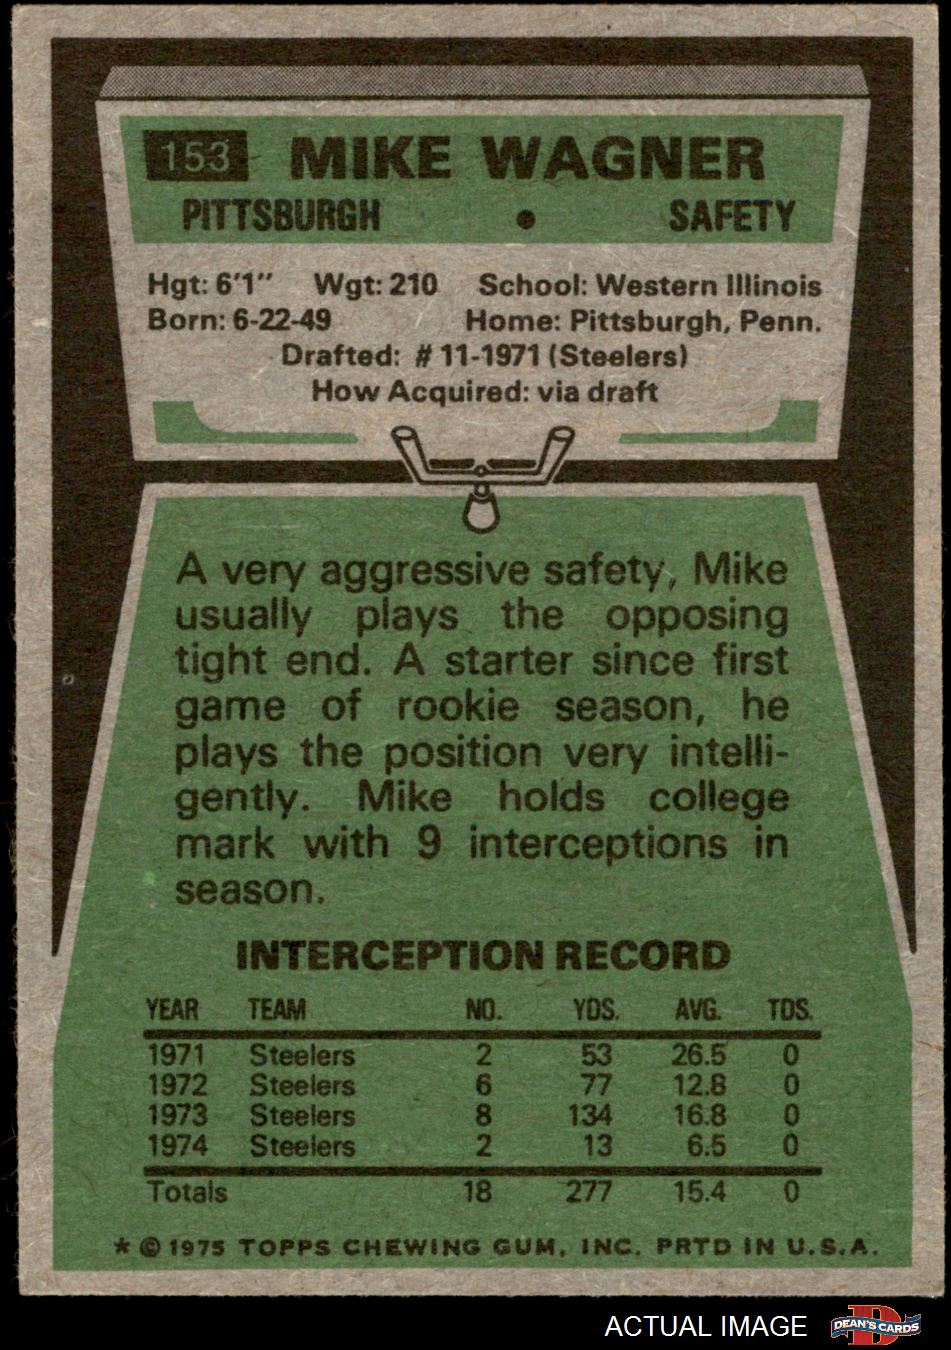 153 MIKE WAGNER
PITTSBURGH • SAFETY
Hgt: 6'1" Wgt: 210 School: Western Illinois
Born: 6-22-49 Home: Pittsburgh, Penn.
Drafted: #11-1971 (Steelers)
How Acquired: via draft
A very aggressive safety, Mike
usually plays the opposing
tight end. A starter since first
game of rookie season, he
plays the position very intelli-
gently. Mike holds college
mark with 9 interceptions in
season.
INTERCEPTION RECORD
YEAR TEAM NO. YDS. AVG. TDS.
1971 Steelers 2 53 26.5 0
1972 Steelers 6 77 12.8 0
1973 Steelers 8 134 16.8 0
1974 Steelers 2 13 6.5 0
Totals 18 277 15.4 0
* © 1975 TOPPS CHEWING GUM, INC. PRTD IN U.S.A.
ACTUAL IMAGE D DEAN'S CARDS